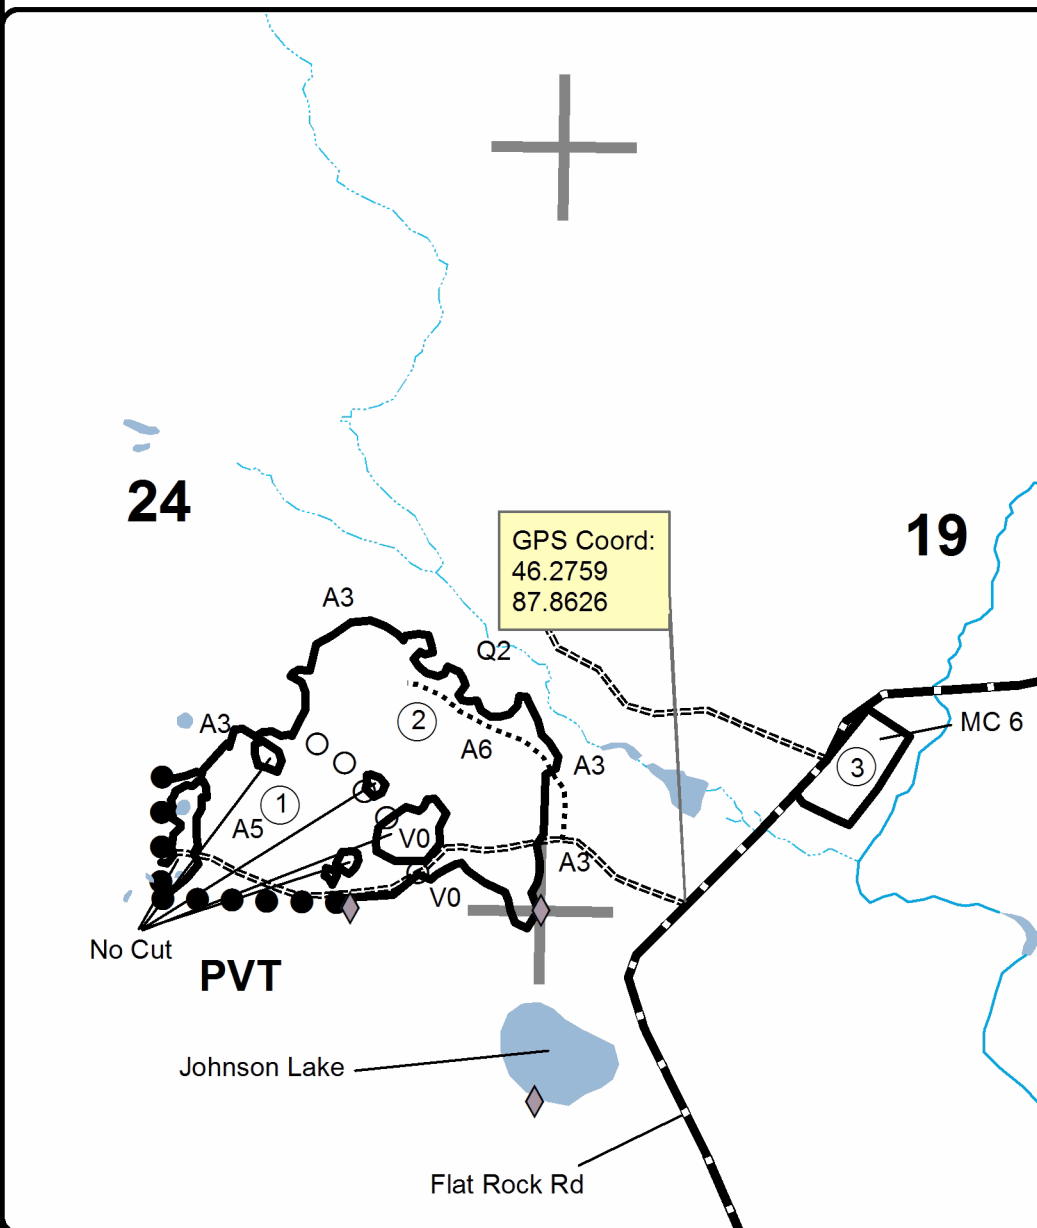 24
19
GPS Coord:
46.2759
87.8626
A3
Q2
A3
2
MC 6
A6
A3
3
1
A5
V0
A3
V0
No Cut
PVT
Johnson Lake
Flat Rock Rd